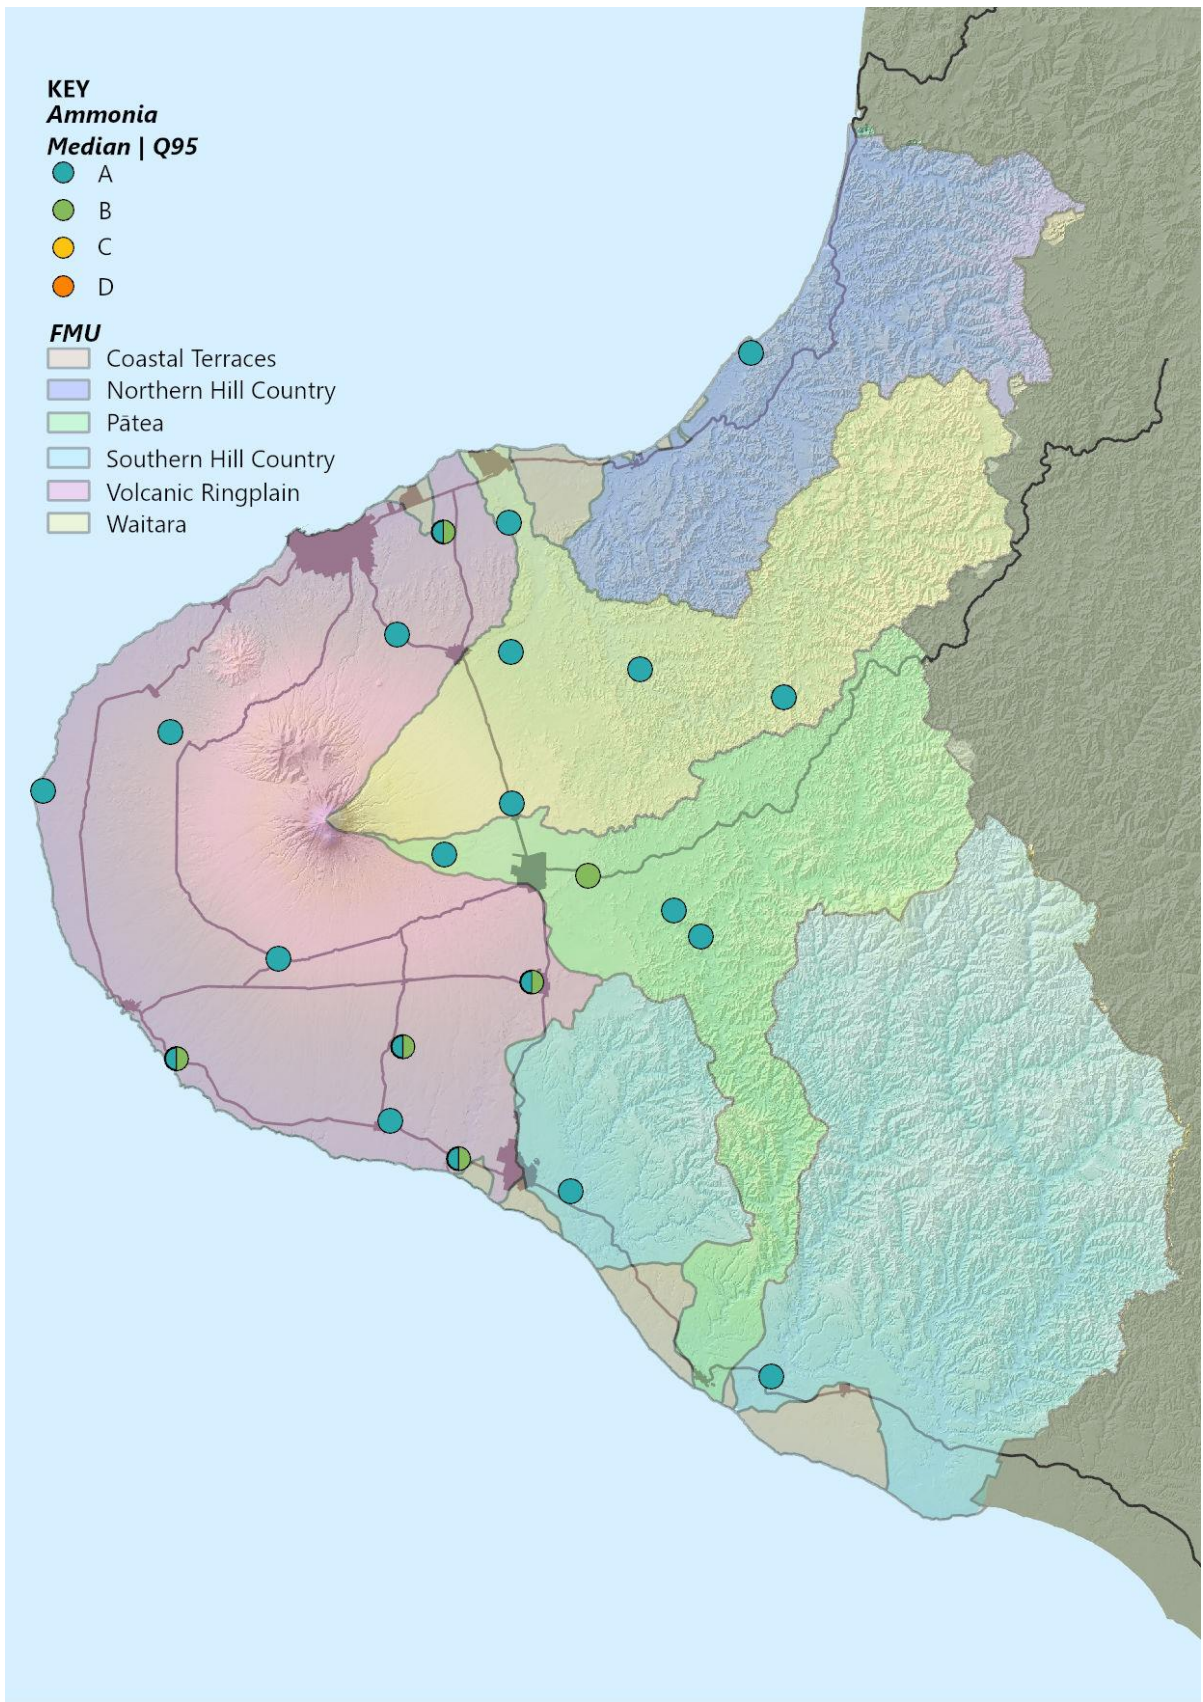 KEY
Ammonia
Median | Q95
A
B
C
D
FMU
Coastal Terraces
Northern Hill Country
Pātea
Southern Hill Country
Volcanic Ringplain
Waitara